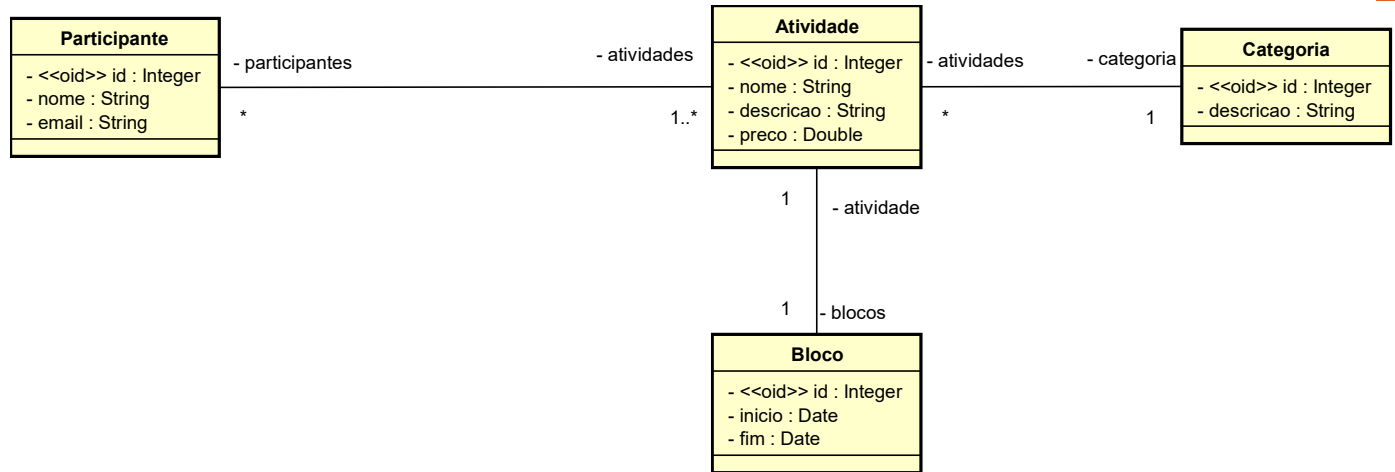 Participante
- <<oid>> id : Integer
- nome : String
- email : String
- participantes
*
- atividades
1..*
Atividade
- <<oid>> id : Integer
- nome : String
- descricao : String
- preco : Double
- atividades
*
- categoria
1
Categoria
- <<oid>> id : Integer
- descricao : String
1
- atividade
1
- blocos
Bloco
- <<oid>> id : Integer
- inicio : Date
- fim : Date